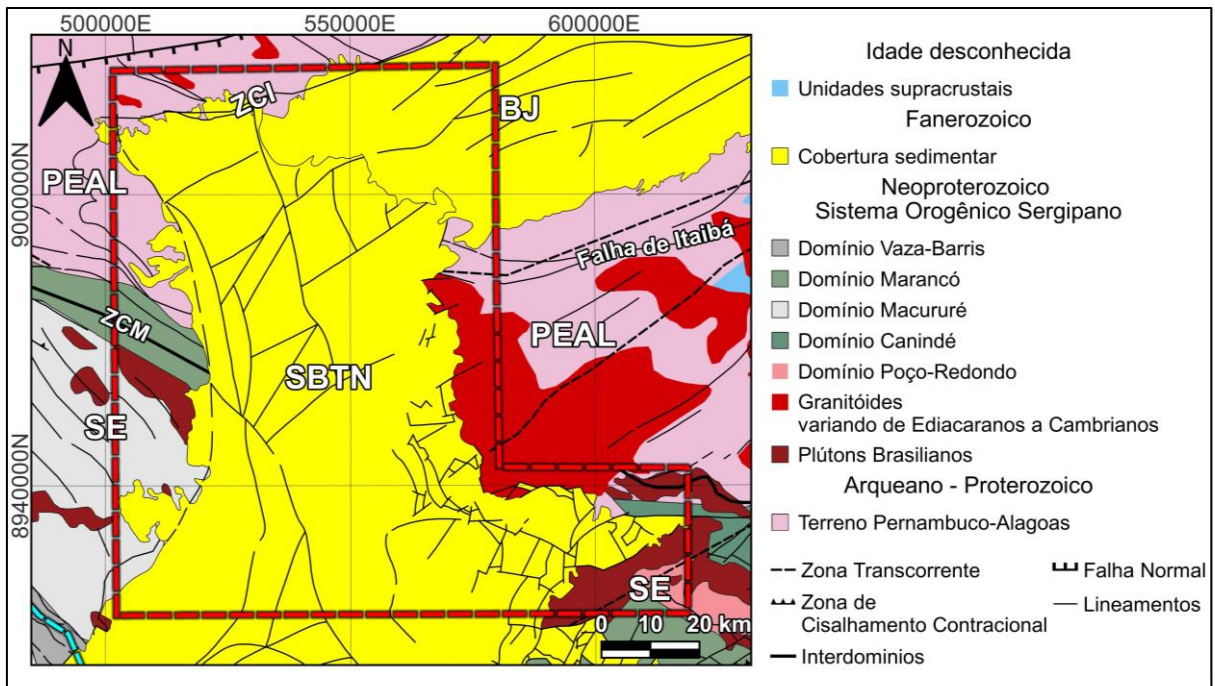 500000E
550000E
600000E
N
ZCI
BJ
9000000N
PEAL
Falha de Itaibá
ZCM
PEAL
SBTN
SE
8940000N
SE
0 10 20 km
Idade desconhecida
Unidades supracrustais
Fanerozoico
Cobertura sedimentar
Neoproterozoico
Sistema Orogênico Sergipano
Domínio Vaza-Barris
Domínio Marancó
Domínio Macururé
Domínio Canindé
Domínio Poço-Redondo
Granitóides
variando de Ediacaranos a Cambrianos
Plútons Brasilianos
Arqueano - Proterozoico
Terreno Pernambuco-Alagoas
Zona Transcorrente
Falha Normal
Zona de
Cisalhamento Contracional
Lineamentos
Interdominios